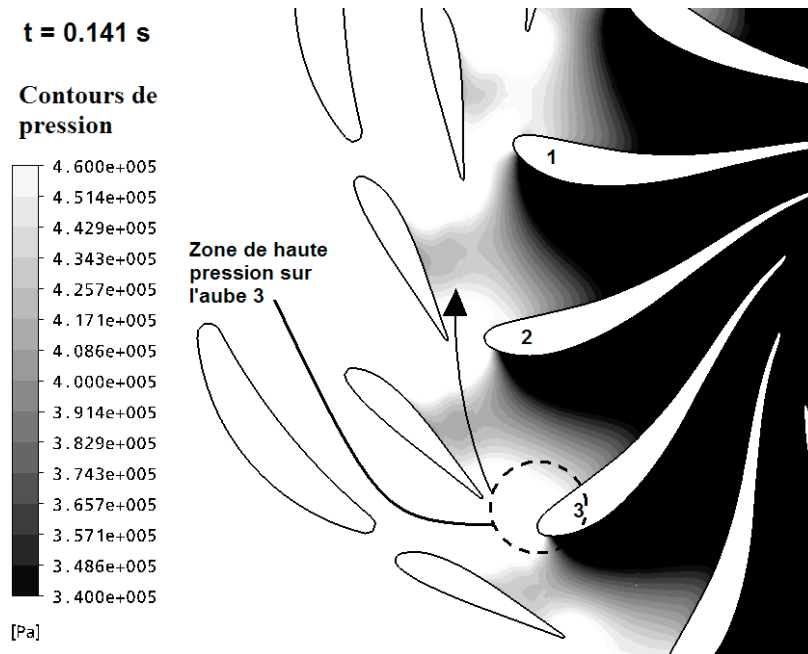 t = 0.141 s
Contours de
pression
4.600e+005
4.514e+005
4.429e+005
4.343e+005
4.257e+005
4.171e+005
4.086e+005
4.000e+005
3.914e+005
3.829e+005
3.743e+005
3.657e+005
3.571e+005
3.486e+005
3.400e+005
[Pa]
Zone de haute
pression sur
l'aube 3
1
2
3